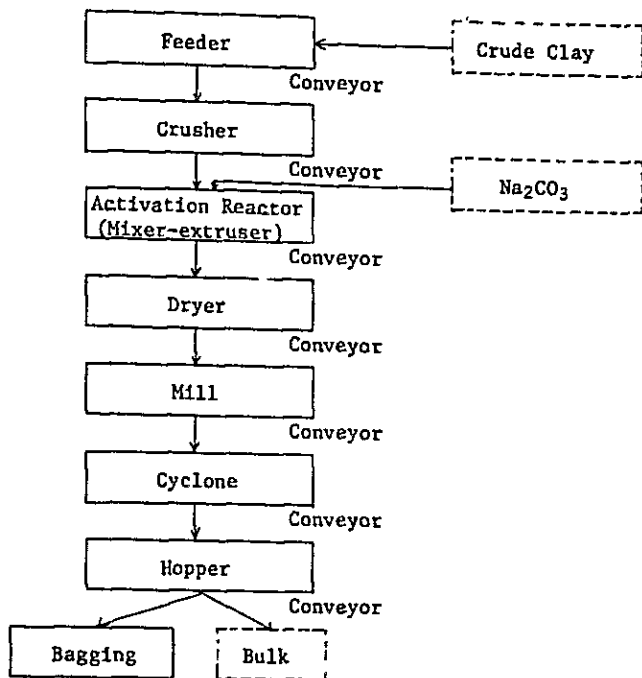 Feeder
Crude Clay
Conveyor
Crusher
Conveyor
Na₂CO₃
Activation Reactor
(Mixer-extruser)
Conveyor
Dryer
Conveyor
Mill
Conveyor
Cyclone
Conveyor
Hopper
Conveyor
Bagging
Bulk